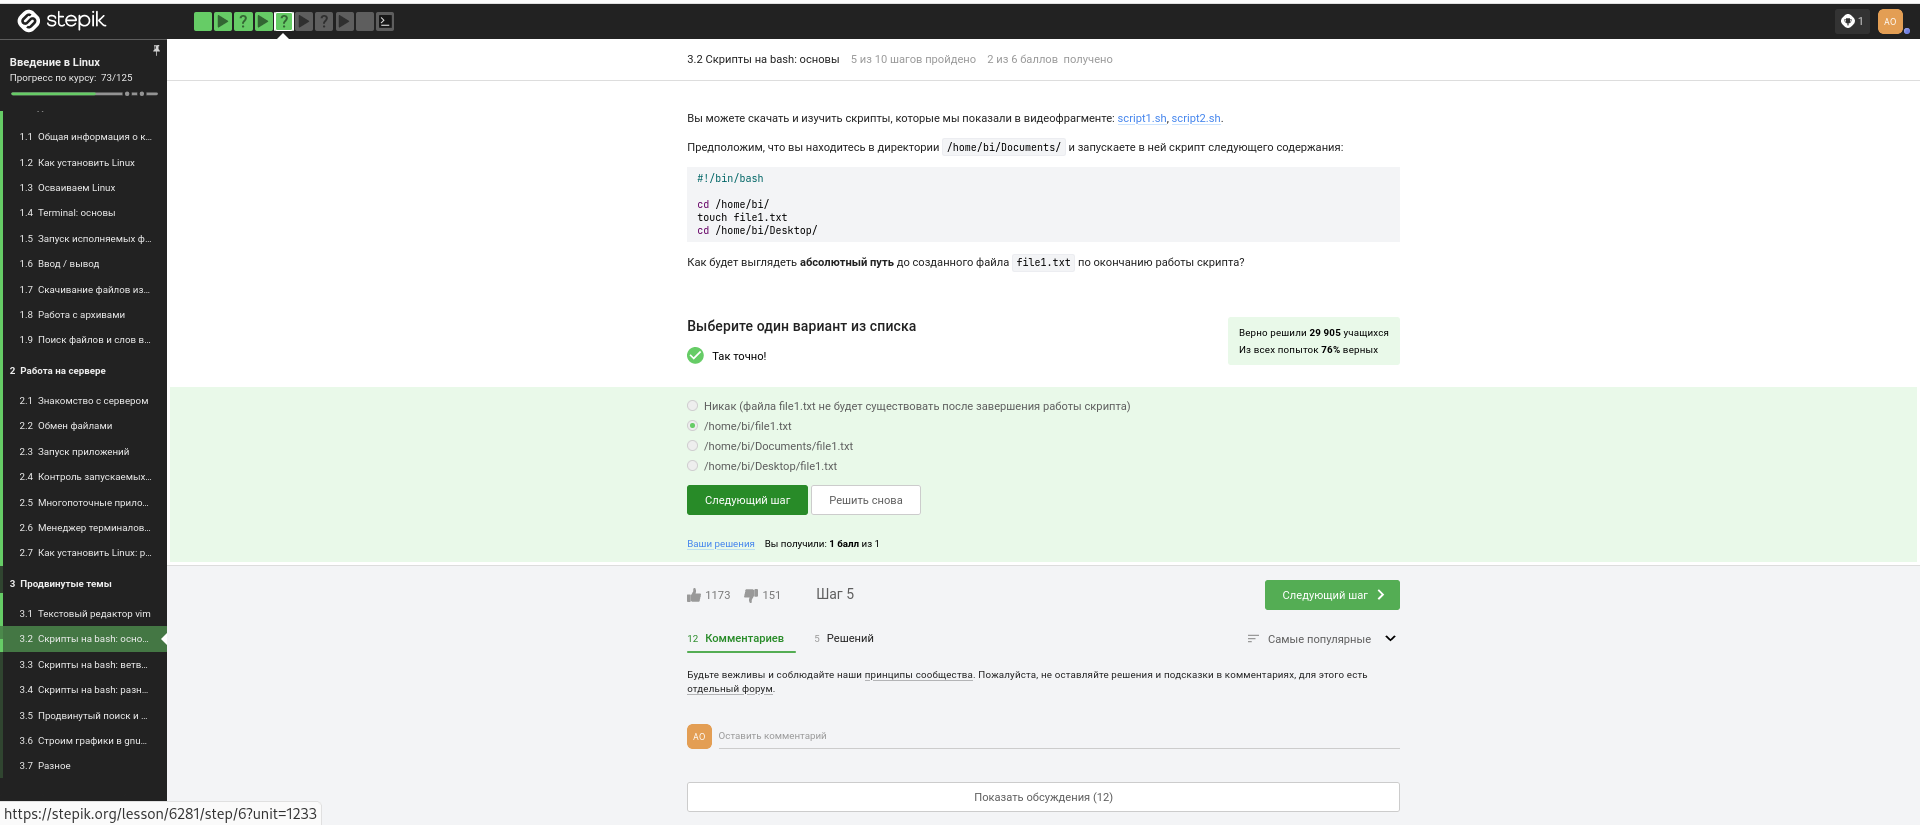 stepik
1
AO
Введение в Linux
Прогресс по курсу: 73/125
1.1 Общая информация о к...
1.2 Как установить Linux
1.3 Осваиваем Linux
1.4 Terminal: основы
1.5 Запуск исполняемых ф...
1.6 Ввод / вывод
1.7 Скачивание файлов из...
1.8 Работа с архивами
1.9 Поиск файлов и слов в...
2 Работа на сервере
2.1 Знакомство с сервером
2.2 Обмен файлами
2.3 Запуск приложений
2.4 Контроль запускаемых...
2.5 Многопоточные прило...
2.6 Менеджер терминалов...
2.7 Как установить Linux: р...
3 Продвинутые темы
3.1 Текстовый редактор vim
3.2 Скрипты на bash: осно...
3.3 Скрипты на bash: ветв...
3.4 Скрипты на bash: разн...
3.5 Продвинутый поиск и ...
3.6 Строим графики в gnu...
3.7 Разное
3.2 Скрипты на bash: основы 5 из 10 шагов пройдено 2 из 6 баллов получено
Вы можете скачать и изучить скрипты, которые мы показали в видеофрагменте: script1.sh, script2.sh.
Предположим, что вы находитесь в директории /home/bi/Documents/ и запускаете в ней скрипт следующего содержания:
#!/bin/bash
cd /home/bi/
touch file1.txt
cd /home/bi/Desktop/
Как будет выглядеть абсолютный путь до созданного файла file1.txt по окончанию работы скрипта?
Выберите один вариант из списка
Так точно!
Верно решили 29 905 учащихся
Из всех попыток 76% верных
Никак (файла file1.txt не будет существовать после завершения работы скрипта)
/home/bi/file1.txt
/home/bi/Documents/file1.txt
/home/bi/Desktop/file1.txt
Следующий шаг Решить снова
Ваши решения Вы получили: 1 балл из 1
1173 151 Шаг 5 Следующий шаг
12 Комментариев 5 Решений Самые популярные
Будьте вежливы и соблюдайте наши принципы сообщества. Пожалуйста, не оставляйте решения и подсказки в комментариях, для этого есть
отдельный форум.
AO Оставить комментарий
Показать обсуждения (12)
https://stepik.org/lesson/6281/step/6?unit=1233